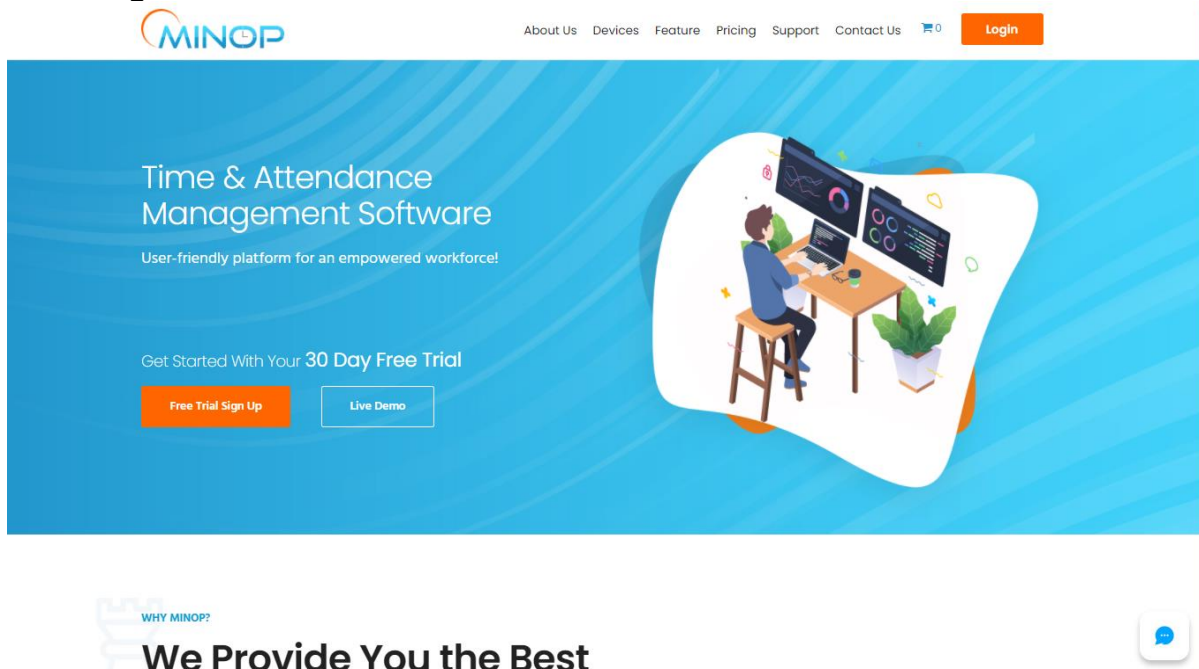 MINOP
About Us Devices Feature Pricing Support Contact Us 0 Login
Time & Attendance
Management Software
User-friendly platform for an empowered workforce!
Get Started With Your 30 Day Free Trial
Free Trial Sign Up Live Demo
WHY MINOP?
We Provide You the Best